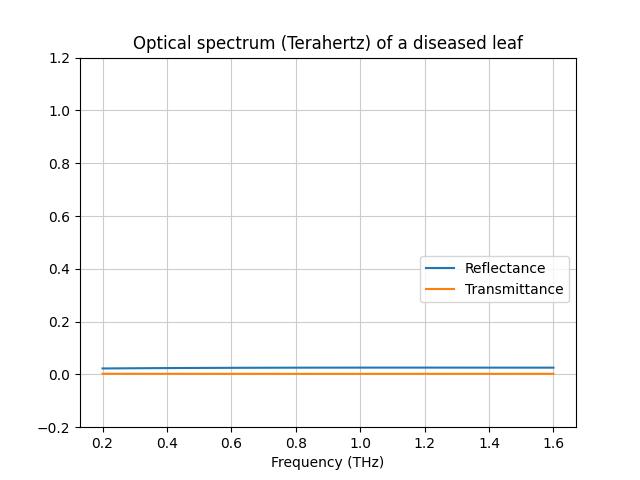 Optical spectrum (Terahertz) of a diseased leaf
1.2
1.0
0.8
0.6
0.4
0.2
0.0
−0.2
Reflectance
Transmittance
0.2 0.4 0.6 0.8 1.0 1.2 1.4 1.6
Frequency (THz)